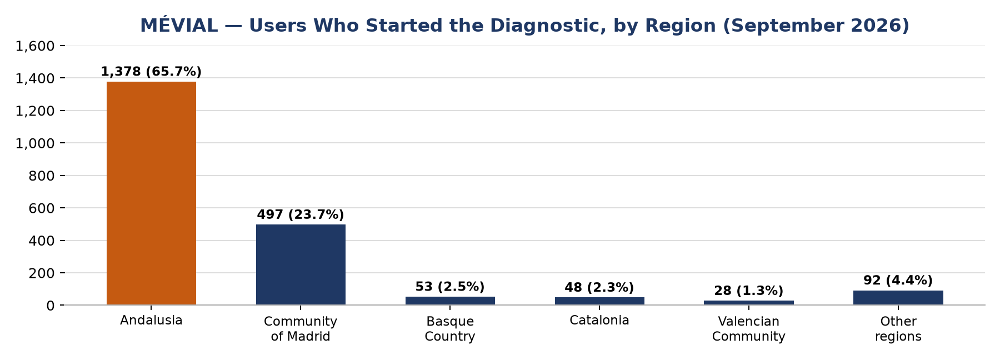 MÉVIAL — Users Who Started the Diagnostic, by Region (September 2026)
1,600
1,400
1,200
1,000
800
600
400
200
0
1,378 (65.7%)
497 (23.7%)
53 (2.5%)
48 (2.3%)
28 (1.3%)
92 (4.4%)
Andalusia
Community
of Madrid
Basque
Country
Catalonia
Valencian
Community
Other
regions